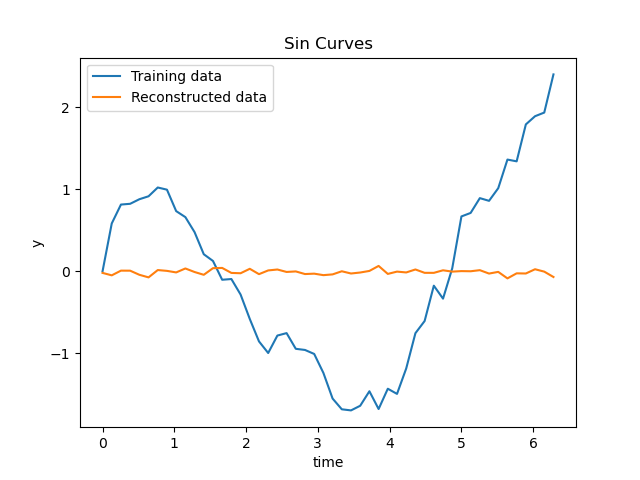 Sin Curves
Training data
Reconstructed data
y
2
1
0
−1
0 1 2 3 4 5 6
time